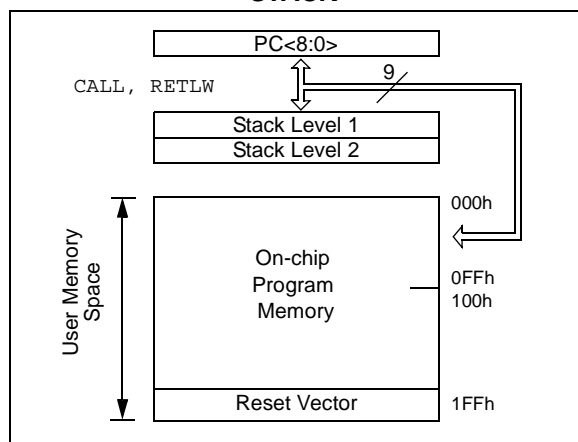 PC<8:0>
9
CALL, RETLW
Stack Level 1
Stack Level 2
000h
User Memory
Space
On-chip
Program
Memory
0FFh
100h
Reset Vector
1FFh